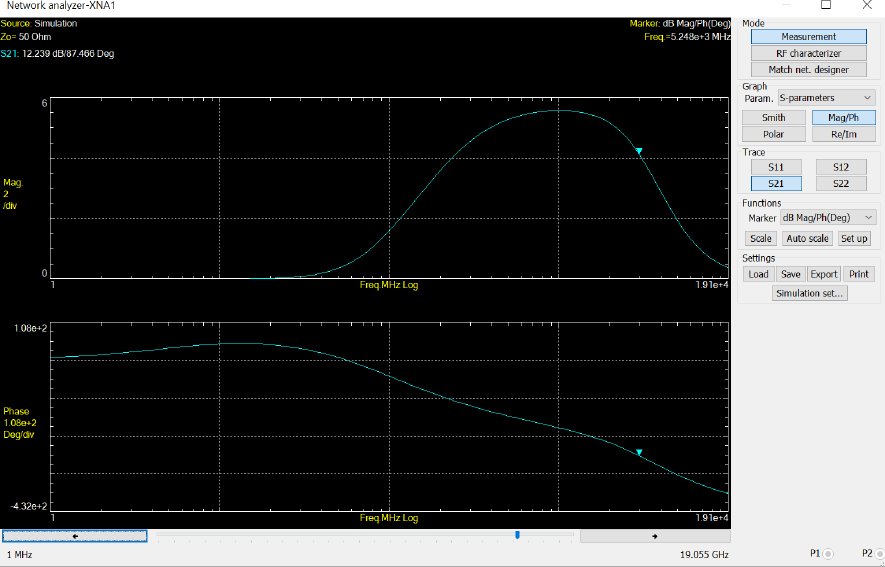 Network analyzer-XNA1
Source: Simulation
Marker: dB Mag/Ph(Deg)
Zo= 50 Ohm
Freq.=5.248e+3 MHz
S21: 12.239 dB/87.466 Deg
6
Mag.
2
/div
0
1
Freq.MHz Log
1.91e+4
1.08e+2
Phase
1.08e+2
Deg/div
-4.32e+2
1
Freq.MHz Log
1.91e+4
1 MHz
19.055 GHz
Mode
Measurement
RF characterizer
Match net. designer
Graph
Param. S-parameters
Smith Mag/Ph
Polar Re/Im
Trace
S11 S12
S21 S22
Functions
Marker dB Mag/Ph(Deg)
Scale Auto scale Set up
Settings
Load Save Export Print
Simulation set...
P1 P2